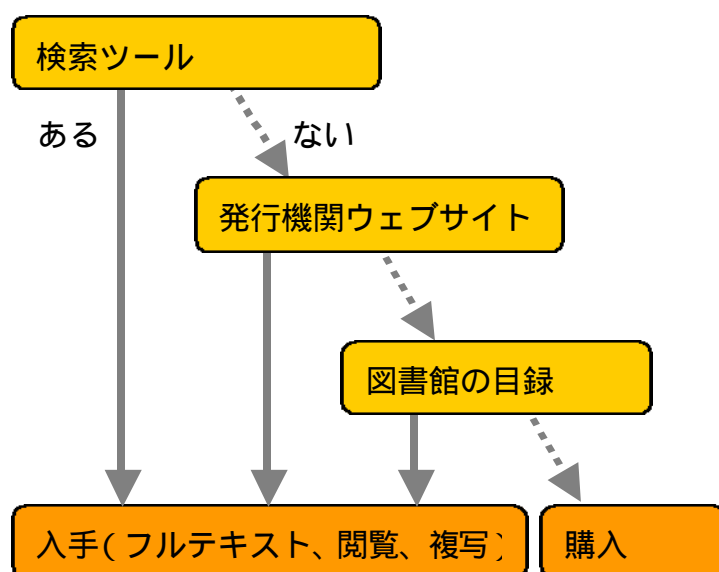 検索ツール
ある
ない
発行機関ウェブサイト
図書館の目録
入手(フルテキスト、閲覧、複写)
購入